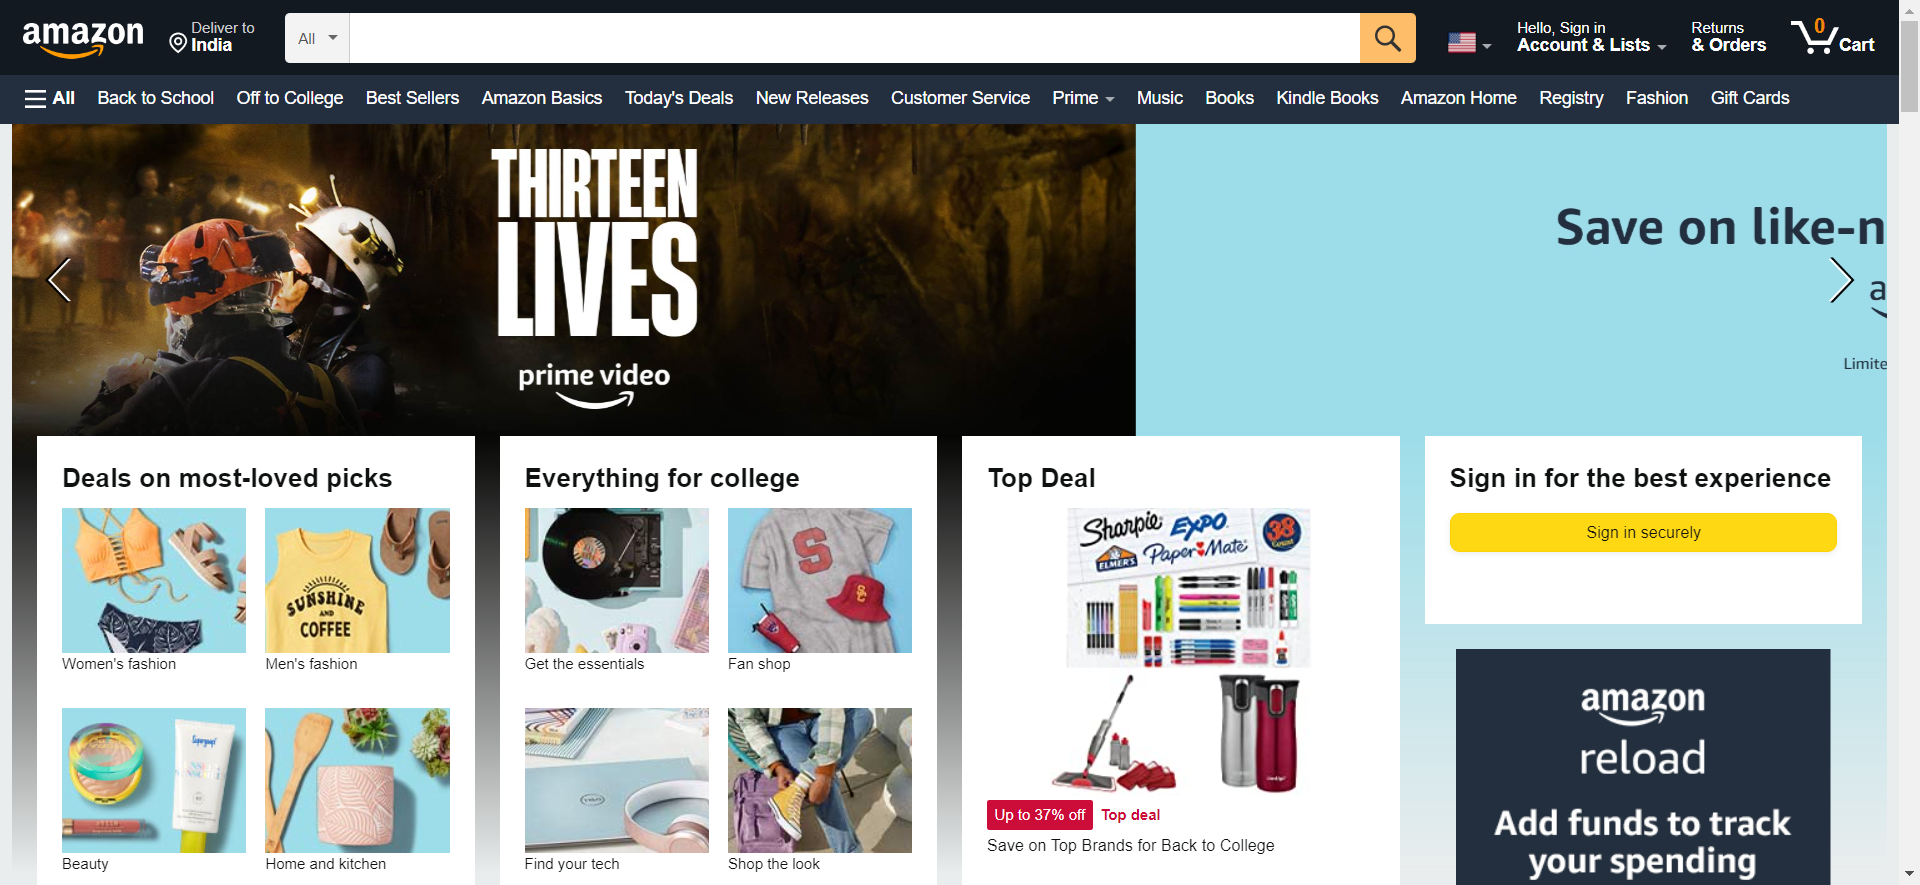 amazon
Deliver to
India
All
Hello, Sign in
Account & Lists
Returns
& Orders
0
Cart
All
Back to School
Off to College
Best Sellers
Amazon Basics
Today's Deals
New Releases
Customer Service
Prime
Music
Books
Kindle Books
Amazon Home
Registry
Fashion
Gift Cards
THIRTEEN
LIVES
prime video
Save on like-n
a
Limite
Deals on most-loved picks
SUNSHINE
AND
COFFEE
Women's fashion
Men's fashion
Supergoop!
Beauty
Home and kitchen
Everything for college
S
SC
Get the essentials
Fan shop
Find your tech
Shop the look
Top Deal
Sharpie
EXPO
38
Count
ELMER'S
Paper Mate
Up to 37% off
Top deal
Save on Top Brands for Back to College
Sign in for the best experience
Sign in securely
amazon
reload
Add funds to track
your spending